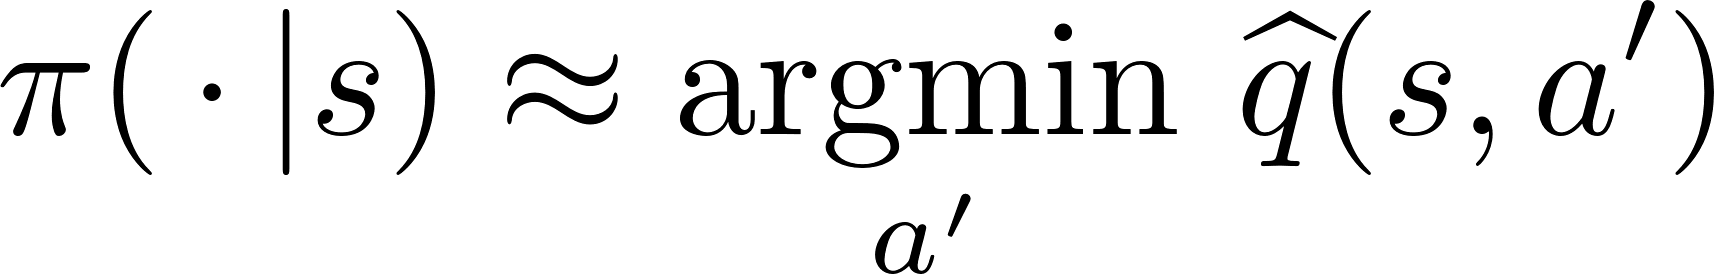 π( · |s) ≈ argmin q̂(s, a′)
a′